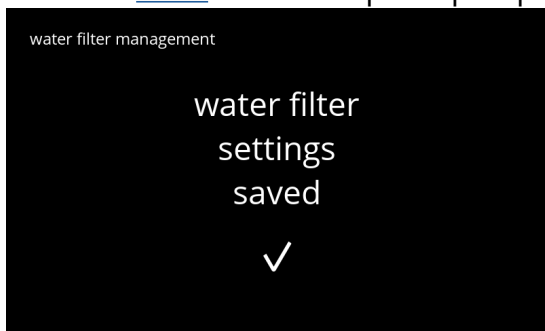 water filter management
water filter
settings
saved